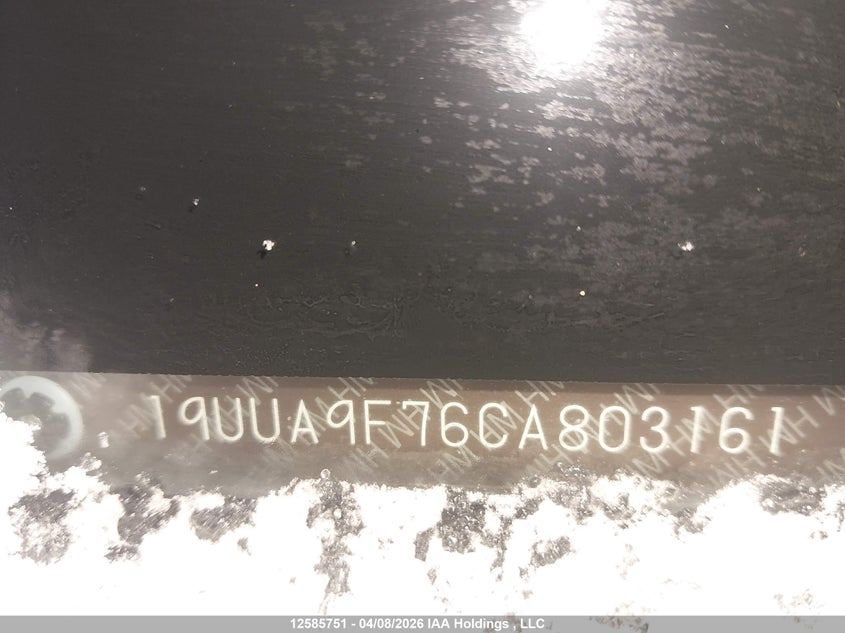 19UUA9F76CA803161
12585751 - 04/08/2026 IAA Holdings , LLC